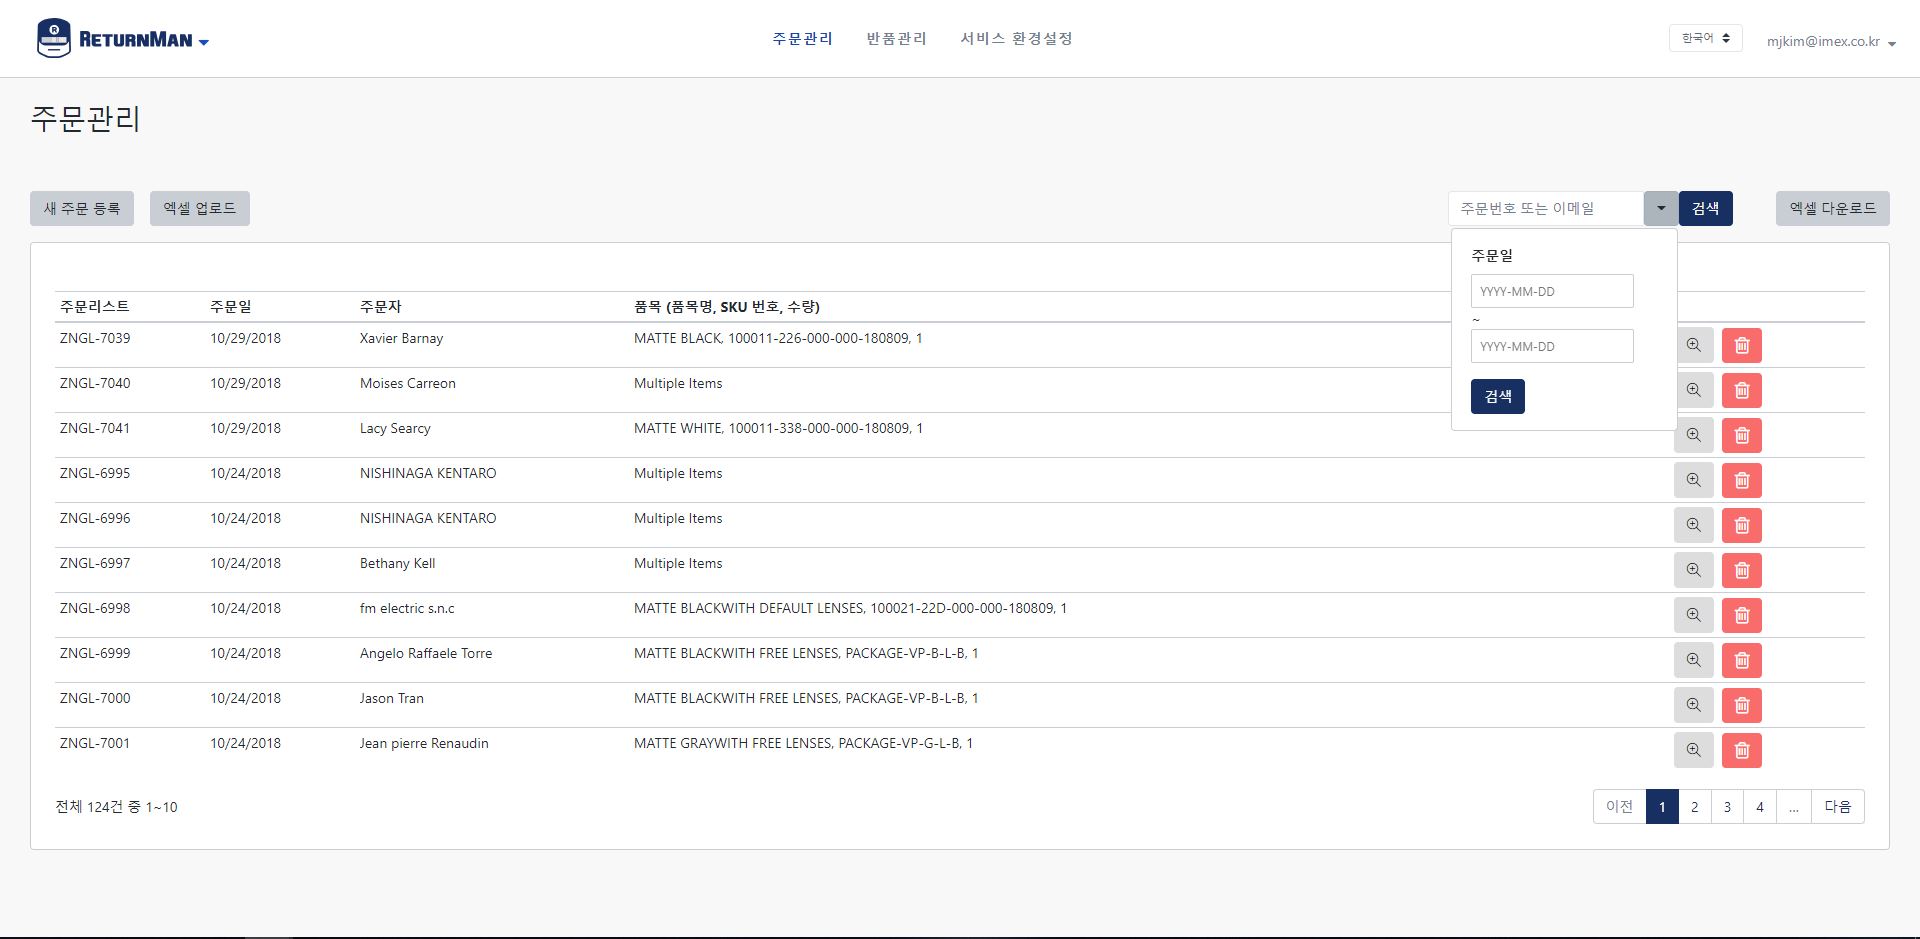 RETURNMAN
주문관리 반품관리 서비스 환경설정
한국어
mjkim@imex.co.kr
주문관리
새 주문 등록
엑셀 업로드
주문번호 또는 이메일
검색
엑셀 다운로드
주문일
YYYY-MM-DD
~
YYYY-MM-DD
검색
주문리스트 주문일 주문자 품목 (품목명, SKU 번호, 수량)
ZNGL-7039 10/29/2018 Xavier Barnay MATTE BLACK, 100011-226-000-000-180809, 1
ZNGL-7040 10/29/2018 Moises Carreon Multiple Items
ZNGL-7041 10/29/2018 Lacy Searcy MATTE WHITE, 100011-338-000-000-180809, 1
ZNGL-6995 10/24/2018 NISHINAGA KENTARO Multiple Items
ZNGL-6996 10/24/2018 NISHINAGA KENTARO Multiple Items
ZNGL-6997 10/24/2018 Bethany Kell Multiple Items
ZNGL-6998 10/24/2018 fm electric s.n.c MATTE BLACKWITH DEFAULT LENSES, 100021-22D-000-000-180809, 1
ZNGL-6999 10/24/2018 Angelo Raffaele Torre MATTE BLACKWITH FREE LENSES, PACKAGE-VP-B-L-B, 1
ZNGL-7000 10/24/2018 Jason Tran MATTE BLACKWITH FREE LENSES, PACKAGE-VP-B-L-B, 1
ZNGL-7001 10/24/2018 Jean pierre Renaudin MATTE GRAYWITH FREE LENSES, PACKAGE-VP-G-L-B, 1
전체 124건 중 1~10
이전 1 2 3 4 ... 다음